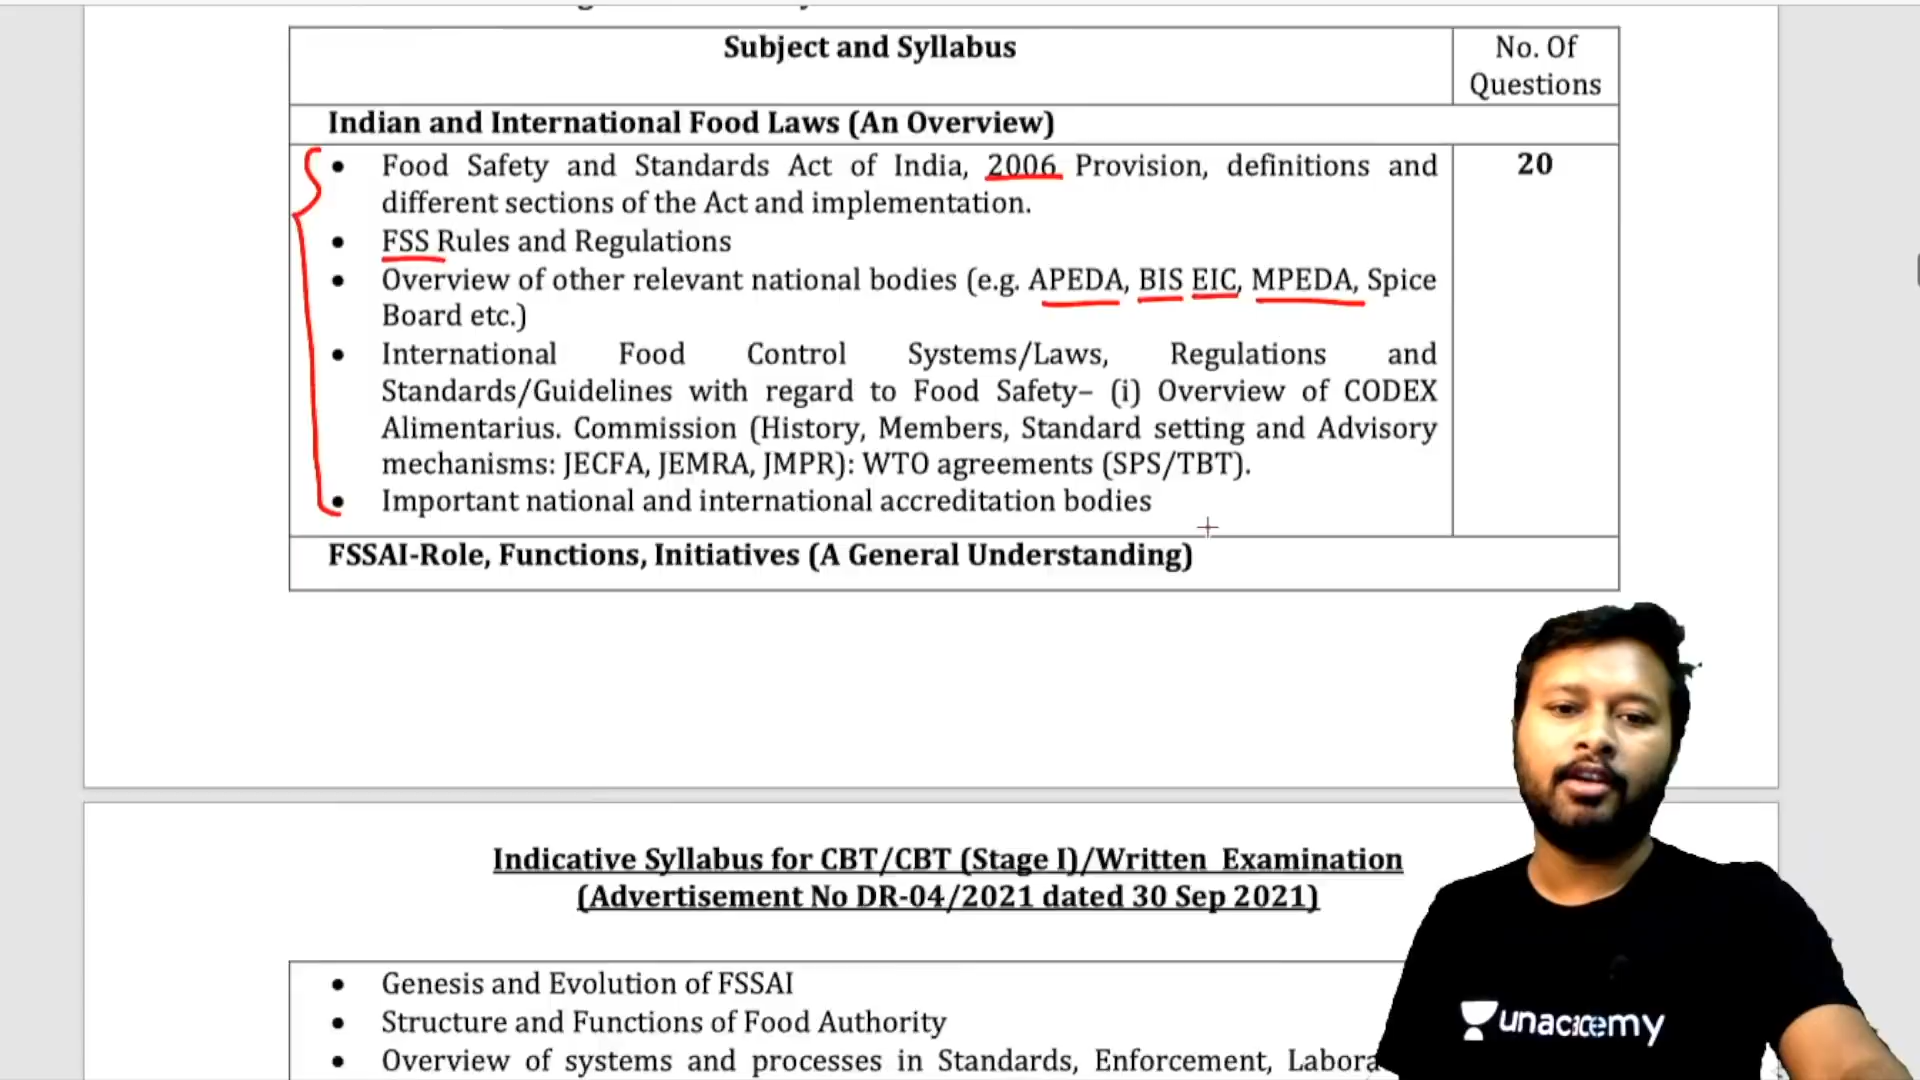 Subject and Syllabus
No. Of
Questions
Indian and International Food Laws (An Overview)
• Food Safety and Standards Act of India, 2006 Provision, definitions and
20
different sections of the Act and implementation.
• FSS Rules and Regulations
• Overview of other relevant national bodies (e.g. APEDA, BIS EIC, MPEDA, Spice
Board etc.)
• International Food Control Systems/Laws, Regulations and
Standards/Guidelines with regard to Food Safety– (i) Overview of CODEX
Alimentarius. Commission (History, Members, Standard setting and Advisory
mechanisms: JECFA, JEMRA, JMPR): WTO agreements (SPS/TBT).
• Important national and international accreditation bodies
FSSAI-Role, Functions, Initiatives (A General Understanding)
Indicative Syllabus for CBT/CBT (Stage I)/Written Examination
(Advertisement No DR-04/2021 dated 30 Sep 2021)
• Genesis and Evolution of FSSAI
• Structure and Functions of Food Authority
• Overview of systems and processes in Standards, Enforcement, Labora
unacademy